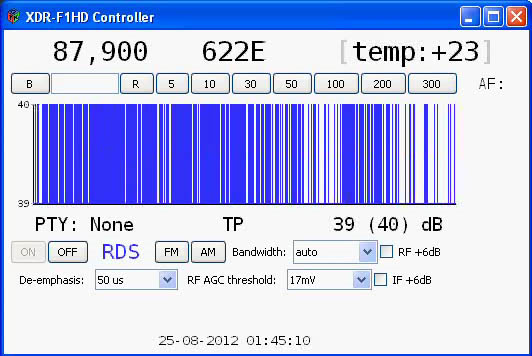 XDR-F1HD Controller
87,900 622E [temp:+23]
B R 5 10 30 50 100 200 300 AF:
40
39
PTY: None TP 39 (40) dB
ON OFF RDS FM AM Bandwidth: auto RF +6dB
De-emphasis: 50 us RF AGC threshold: 17mV IF +6dB
25-08-2012 01:45:10